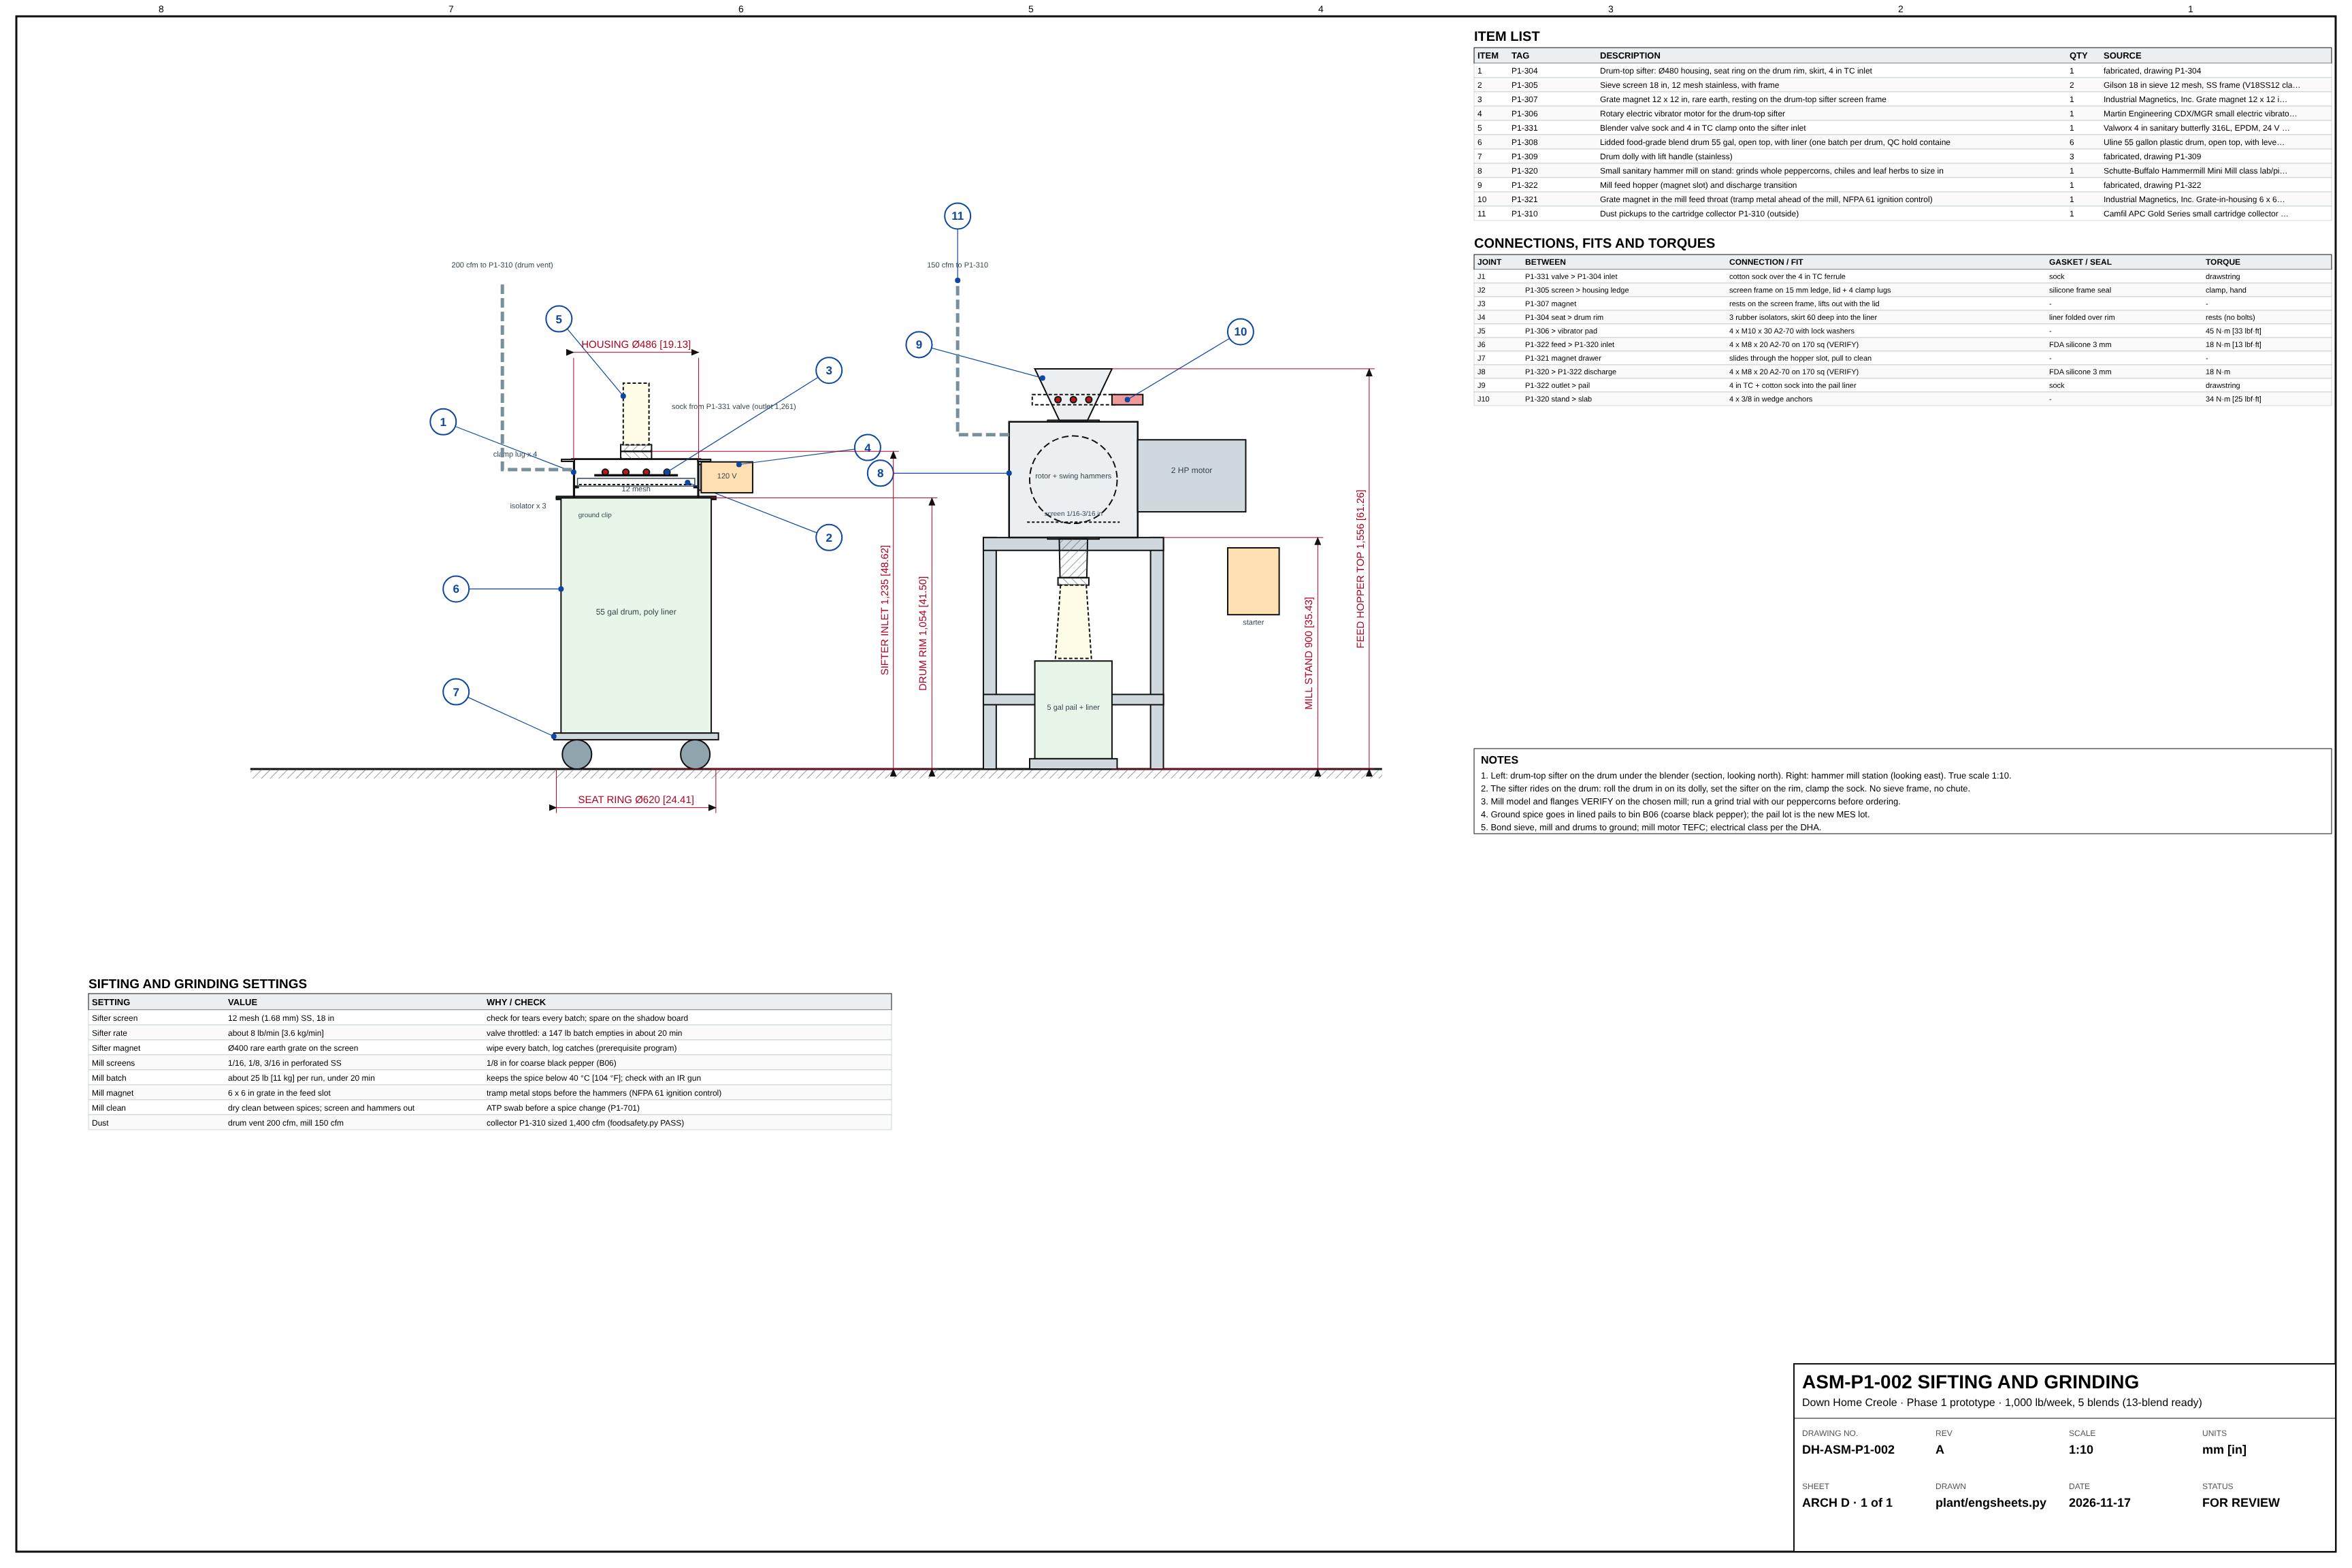 8 7 6 5 4 3 2 1
ITEM LIST
ITEM TAG DESCRIPTION QTY SOURCE
1 P1-304 Drum-top sifter: Ø480 housing, seat ring on the drum rim, skirt, 4 in TC inlet 1 fabricated, drawing P1-304
2 P1-305 Sieve screen 18 in, 12 mesh stainless, with frame 2 Gilson 18 in sieve 12 mesh, SS frame (V18SS12 cla…
3 P1-307 Grate magnet 12 x 12 in, rare earth, resting on the drum-top sifter screen frame 1 Industrial Magnetics, Inc. Grate magnet 12 x 12 i…
4 P1-306 Rotary electric vibrator motor for the drum-top sifter 1 Martin Engineering CDX/MGR small electric vibrato…
5 P1-331 Blender valve sock and 4 in TC clamp onto the sifter inlet 1 Valworx 4 in sanitary butterfly 316L, EPDM, 24 V …
6 P1-308 Lidded food-grade blend drum 55 gal, open top, with liner (one batch per drum, QC hold containe 6 Uline 55 gallon plastic drum, open top, with leve…
7 P1-309 Drum dolly with lift handle (stainless) 3 fabricated, drawing P1-309
8 P1-320 Small sanitary hammer mill on stand: grinds whole peppercorns, chiles and leaf herbs to size in 1 Schutte-Buffalo Hammermill Mini Mill class lab/pi…
9 P1-322 Mill feed hopper (magnet slot) and discharge transition 1 fabricated, drawing P1-322
10 P1-321 Grate magnet in the mill feed throat (tramp metal ahead of the mill, NFPA 61 ignition control) 1 Industrial Magnetics, Inc. Grate-in-housing 6 x 6…
11 P1-310 Dust pickups to the cartridge collector P1-310 (outside) 1 Camfil APC Gold Series small cartridge collector …
CONNECTIONS, FITS AND TORQUES
JOINT BETWEEN CONNECTION / FIT GASKET / SEAL TORQUE
J1 P1-331 valve > P1-304 inlet cotton sock over the 4 in TC ferrule sock drawstring
J2 P1-305 screen > housing ledge screen frame on 15 mm ledge, lid + 4 clamp lugs silicone frame seal clamp, hand
J3 P1-307 magnet rests on the screen frame, lifts out with the lid - -
J4 P1-304 seat > drum rim 3 rubber isolators, skirt 60 deep into the liner liner folded over rim rests (no bolts)
J5 P1-306 > vibrator pad 4 x M10 x 30 A2-70 with lock washers - 45 N·m [33 lbf·ft]
J6 P1-322 feed > P1-320 inlet 4 x M8 x 20 A2-70 on 170 sq (VERIFY) FDA silicone 3 mm 18 N·m [13 lbf·ft]
J7 P1-321 magnet drawer slides through the hopper slot, pull to clean - -
J8 P1-320 > P1-322 discharge 4 x M8 x 20 A2-70 on 170 sq (VERIFY) FDA silicone 3 mm 18 N·m
J9 P1-322 outlet > pail 4 in TC + cotton sock into the pail liner sock drawstring
J10 P1-320 stand > slab 4 x 3/8 in wedge anchors - 34 N·m [25 lbf·ft]
11
200 cfm to P1-310 (drum vent)
150 cfm to P1-310
5
10
HOUSING Ø486 [19.13]
9
3
sock from P1-331 valve (outlet 1,261)
1
clamp lug x 4
4
8
120 V
rotor + swing hammers
2 HP motor
12 mesh
isolator x 3
ground clip
screen 1/16-3/16 in
2
6
55 gal drum, poly liner
SIFTER INLET 1,235 [48.62]
DRUM RIM 1,054 [41.50]
starter
MILL STAND 900 [35.43]
FEED HOPPER TOP 1,556 [61.26]
7
5 gal pail + liner
SEAT RING Ø620 [24.41]
NOTES
1. Left: drum-top sifter on the drum under the blender (section, looking north). Right: hammer mill station (looking east). True scale 1:10.
2. The sifter rides on the drum: roll the drum in on its dolly, set the sifter on the rim, clamp the sock. No sieve frame, no chute.
3. Mill model and flanges VERIFY on the chosen mill; run a grind trial with our peppercorns before ordering.
4. Ground spice goes in lined pails to bin B06 (coarse black pepper); the pail lot is the new MES lot.
5. Bond sieve, mill and drums to ground; mill motor TEFC; electrical class per the DHA.
SIFTING AND GRINDING SETTINGS
SETTING VALUE WHY / CHECK
Sifter screen 12 mesh (1.68 mm) SS, 18 in check for tears every batch; spare on the shadow board
Sifter rate about 8 lb/min [3.6 kg/min] valve throttled: a 147 lb batch empties in about 20 min
Sifter magnet Ø400 rare earth grate on the screen wipe every batch, log catches (prerequisite program)
Mill screens 1/16, 1/8, 3/16 in perforated SS 1/8 in for coarse black pepper (B06)
Mill batch about 25 lb [11 kg] per run, under 20 min keeps the spice below 40 °C [104 °F]; check with an IR gun
Mill magnet 6 x 6 in grate in the feed slot tramp metal stops before the hammers (NFPA 61 ignition control)
Mill clean dry clean between spices; screen and hammers out ATP swab before a spice change (P1-701)
Dust drum vent 200 cfm, mill 150 cfm collector P1-310 sized 1,400 cfm (foodsafety.py PASS)
ASM-P1-002 SIFTING AND GRINDING
Down Home Creole · Phase 1 prototype · 1,000 lb/week, 5 blends (13-blend ready)
DRAWING NO. REV SCALE UNITS
DH-ASM-P1-002 A 1:10 mm [in]
SHEET DRAWN DATE STATUS
ARCH D · 1 of 1 plant/engsheets.py 2026-11-17 FOR REVIEW